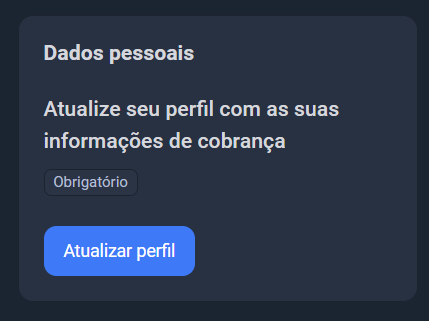 Dados pessoais
Atualize seu perfil com as suas
informações de cobrança
Obrigatório
Atualizar perfil